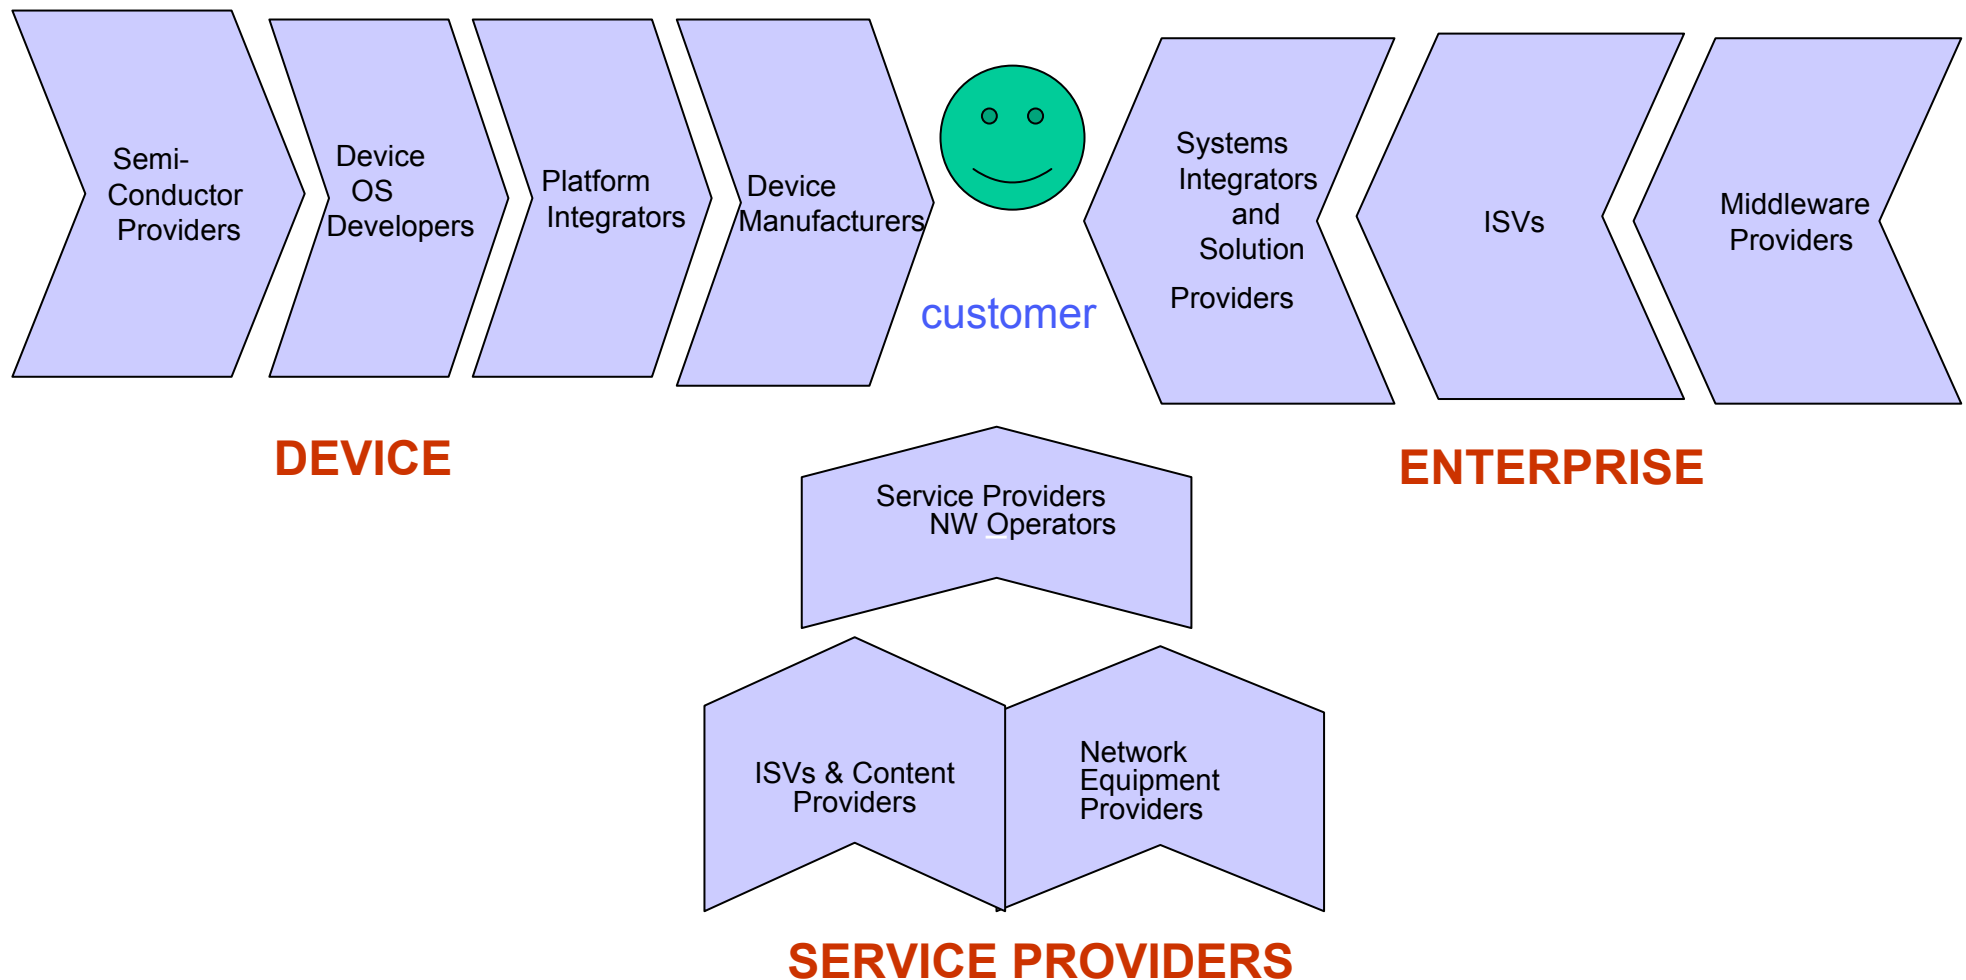 Semi-
Conductor
Providers
Device
OS
Developers
Platform
Integrators
Device
Manufacturers
customer
Systems
Integrators
and
Solution
Providers
ISVs
Middleware
Providers
DEVICE
ENTERPRISE
Service Providers
NW Operators
ISVs & Content
Providers
Network
Equipment
Providers
SERVICE PROVIDERS